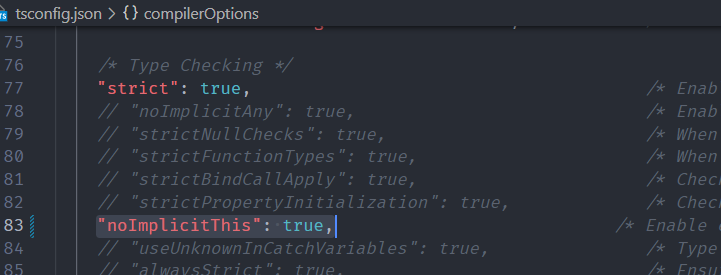 tsconfig.json > {} compilerOptions
75
76 /* Type Checking */
77 "strict": true, /* Enab
78 // "noImplicitAny": true, /* Enab
79 // "strictNullChecks": true, /* When
80 // "strictFunctionTypes": true, /* When
81 // "strictBindCallApply": true, /* Check
82 // "strictPropertyInitialization": true, /* Check
83 "noImplicitThis": true, /* Enable
84 // "useUnknownInCatchVariables": true, /* Type
85 // "alwaysStrict": true, /* Ensu